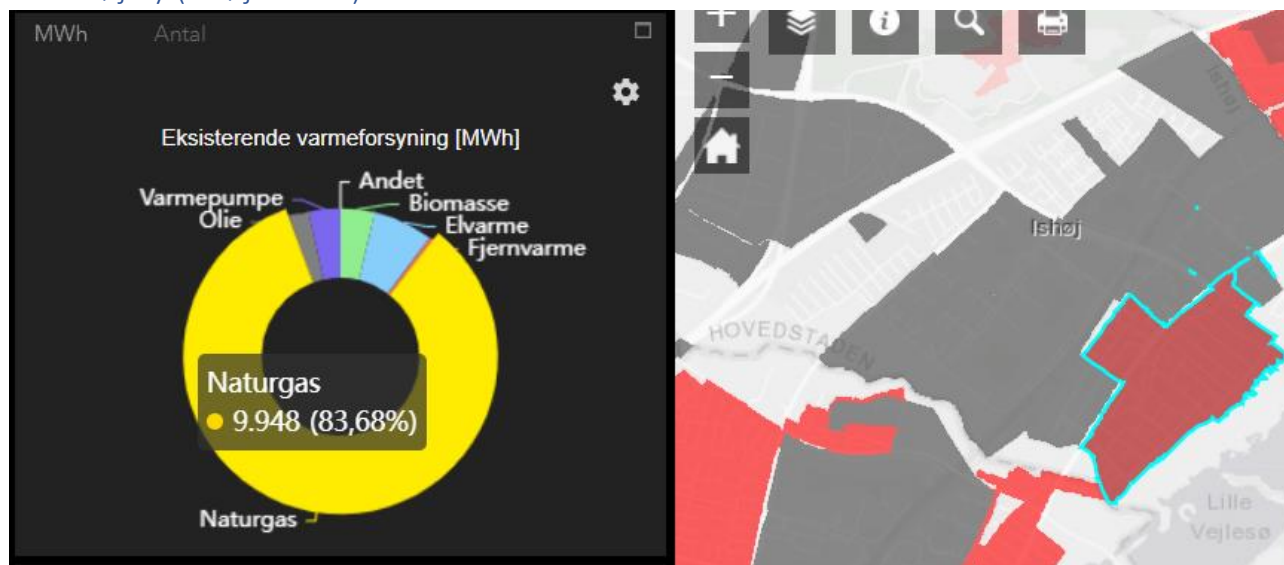 MWh
Antal
Eksisterende varmeforsyning [MWh]
Andet
Varmepumpe
Biomasse
Olie
Elvarme
Fjernvarme
Naturgas
9.948 (83,68%)
Naturgas
Ishøj
Ishøj
HOVEDSTADEN
Lille
Vejlesø